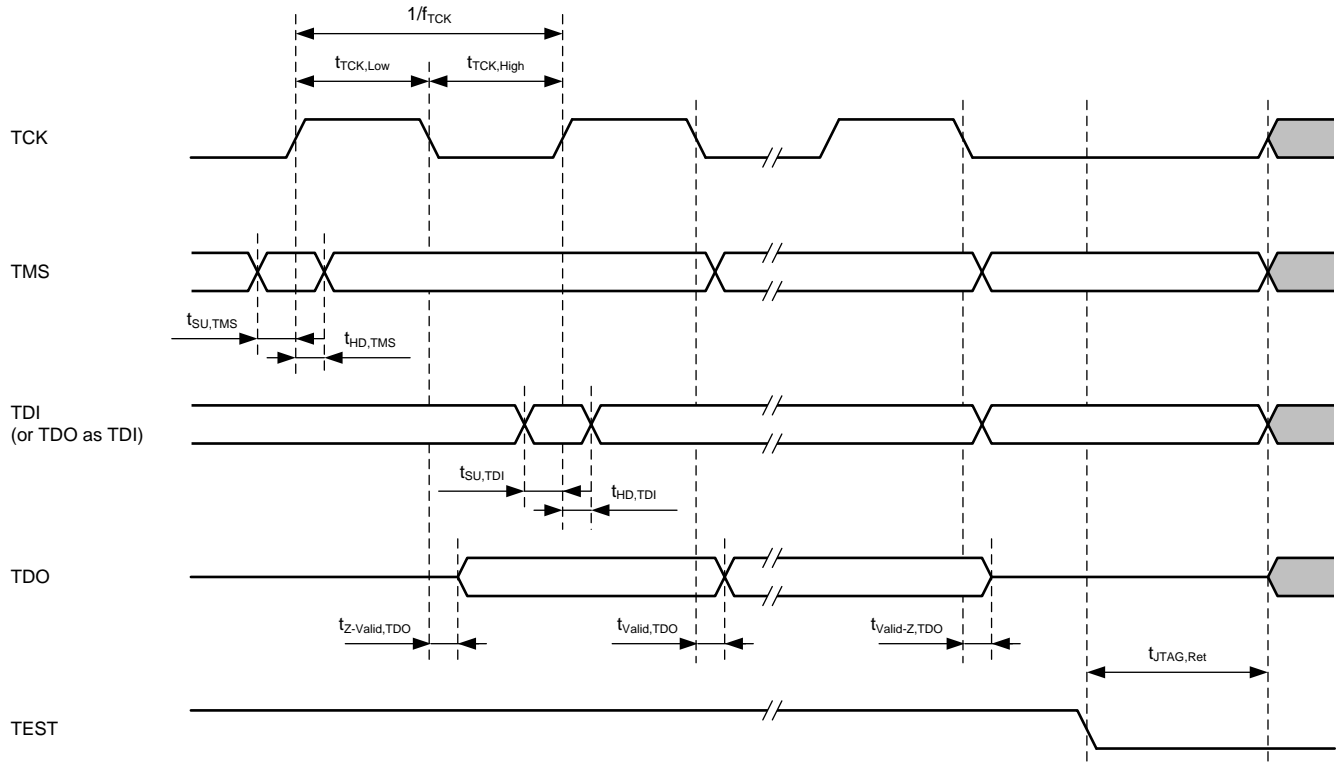 1/fTCK
tTCK,Low
tTCK,High
TCK
TMS
tSU,TMS
tHD,TMS
TDI
(or TDO as TDI)
tSU,TDI
tHD,TDI
TDO
tZ-Valid,TDO
tValid,TDO
tValid-Z,TDO
tJTAG,Ret
TEST